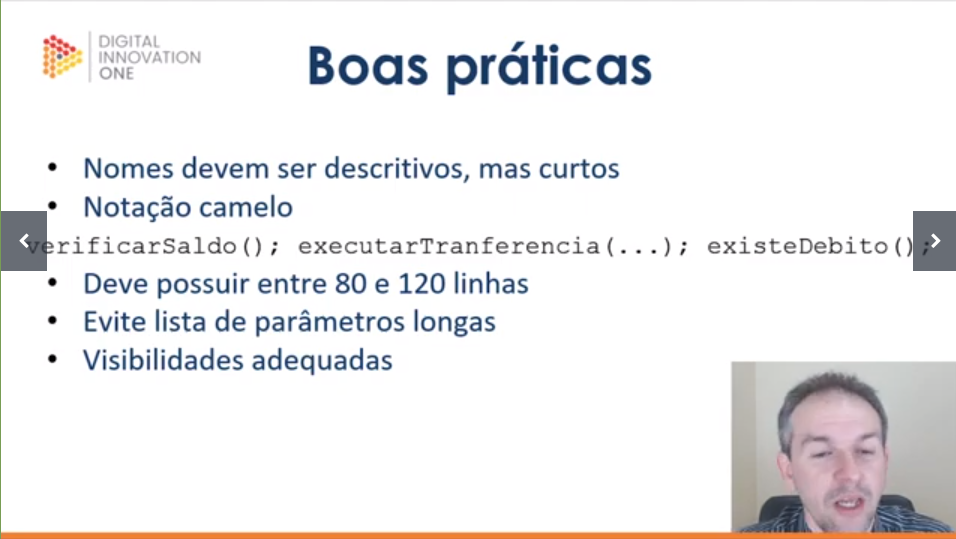 DIGITAL
INNOVATION
ONE
Boas práticas
• Nomes devem ser descritivos, mas curtos
• Notação camelo
verificarSaldo(); executarTranferencia(...); existeDebito();
• Deve possuir entre 80 e 120 linhas
• Evite lista de parâmetros longas
• Visibilidades adequadas